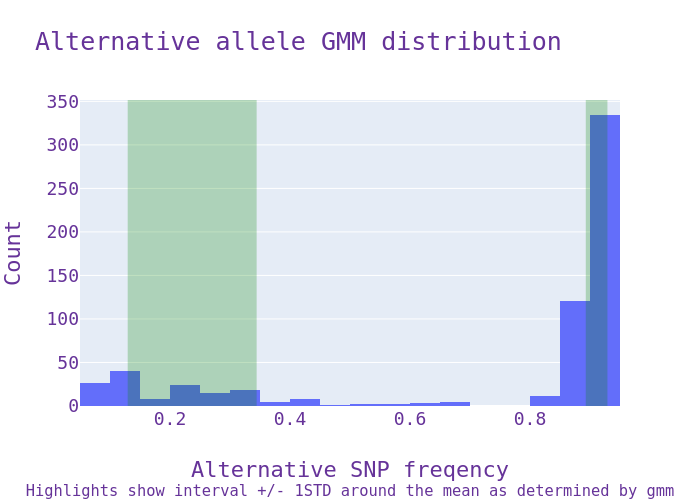 Alternative allele GMM distribution
350
300
250
200
150
100
50
0
Count
0.2 0.4 0.6 0.8
Alternative SNP freqency
Highlights show interval +/- 1STD around the mean as determined by gmm